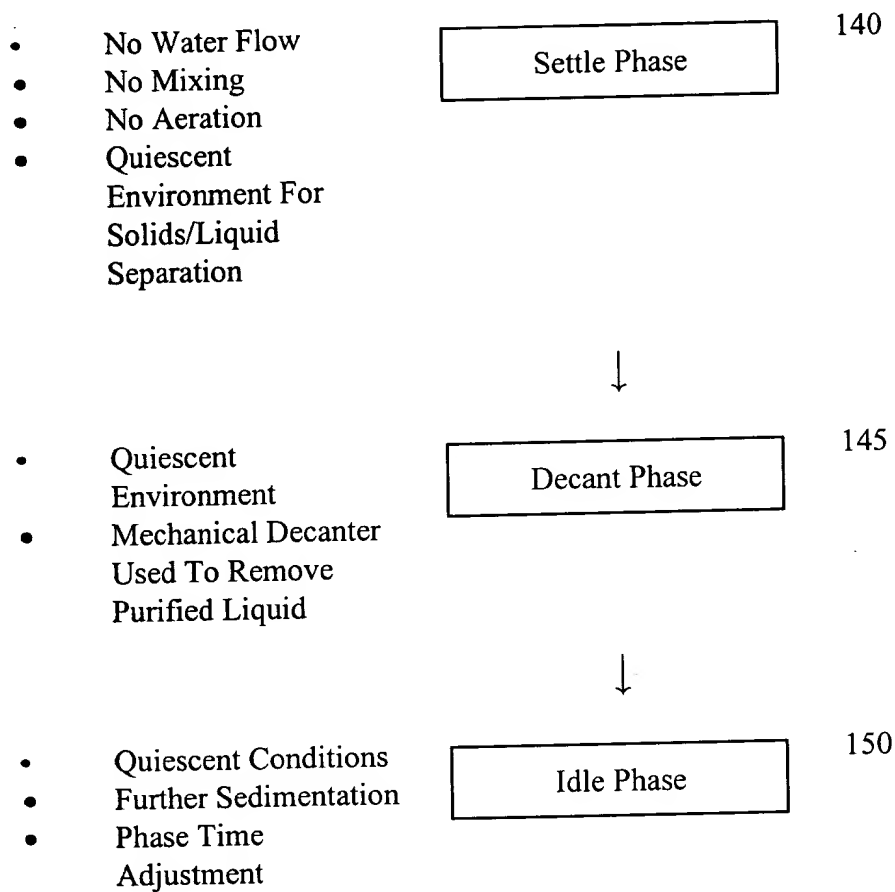 140
• No Water Flow
Settle Phase
• No Mixing
• No Aeration
• Quiescent
Environment For
Solids/Liquid
Separation
↓
145
• Quiescent
Decant Phase
Environment
• Mechanical Decanter
Used To Remove
Purified Liquid
↓
150
• Quiescent Conditions
Idle Phase
• Further Sedimentation
• Phase Time
Adjustment